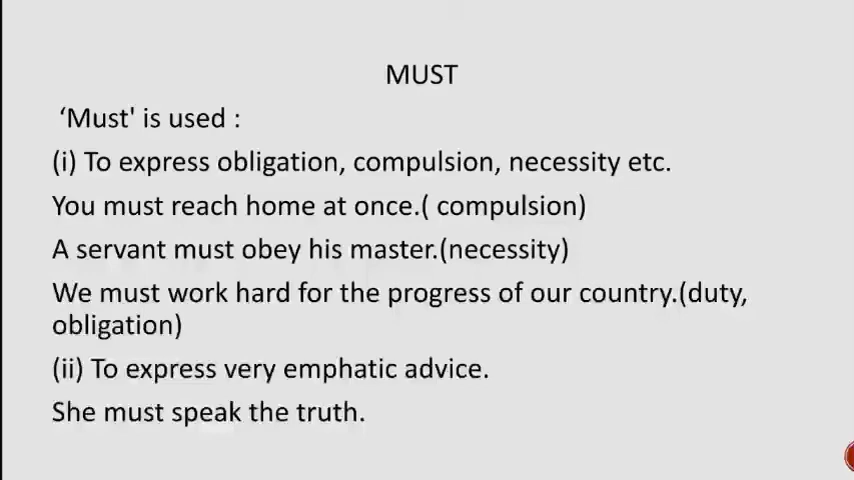 MUST
‘Must' is used :
(i) To express obligation, compulsion, necessity etc.
You must reach home at once.( compulsion)
A servant must obey his master.(necessity)
We must work hard for the progress of our country.(duty,
obligation)
(ii) To express very emphatic advice.
She must speak the truth.